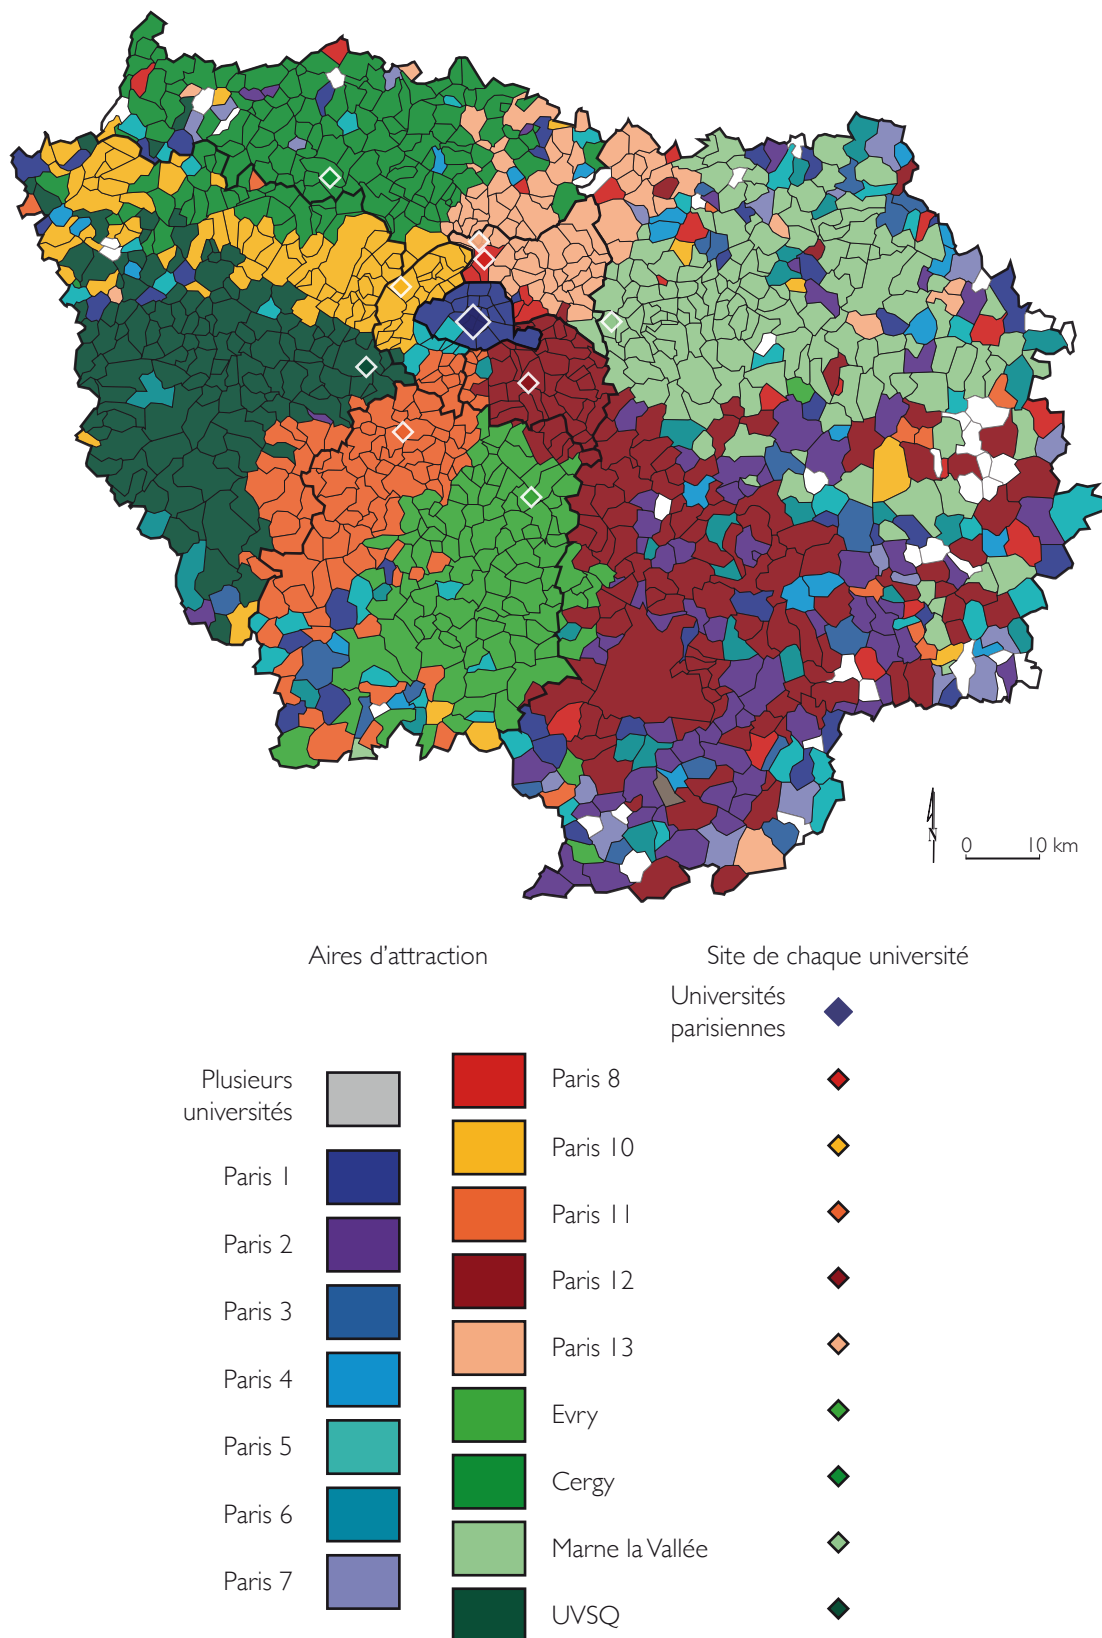 N
0 10 km
Aires d’attraction
Site de chaque université
Universités
parisiennes
Plusieurs
universités
Paris 1
Paris 2
Paris 3
Paris 4
Paris 5
Paris 6
Paris 7
Paris 8
Paris 10
Paris 11
Paris 12
Paris 13
Evry
Cergy
Marne la Vallée
UVSQ